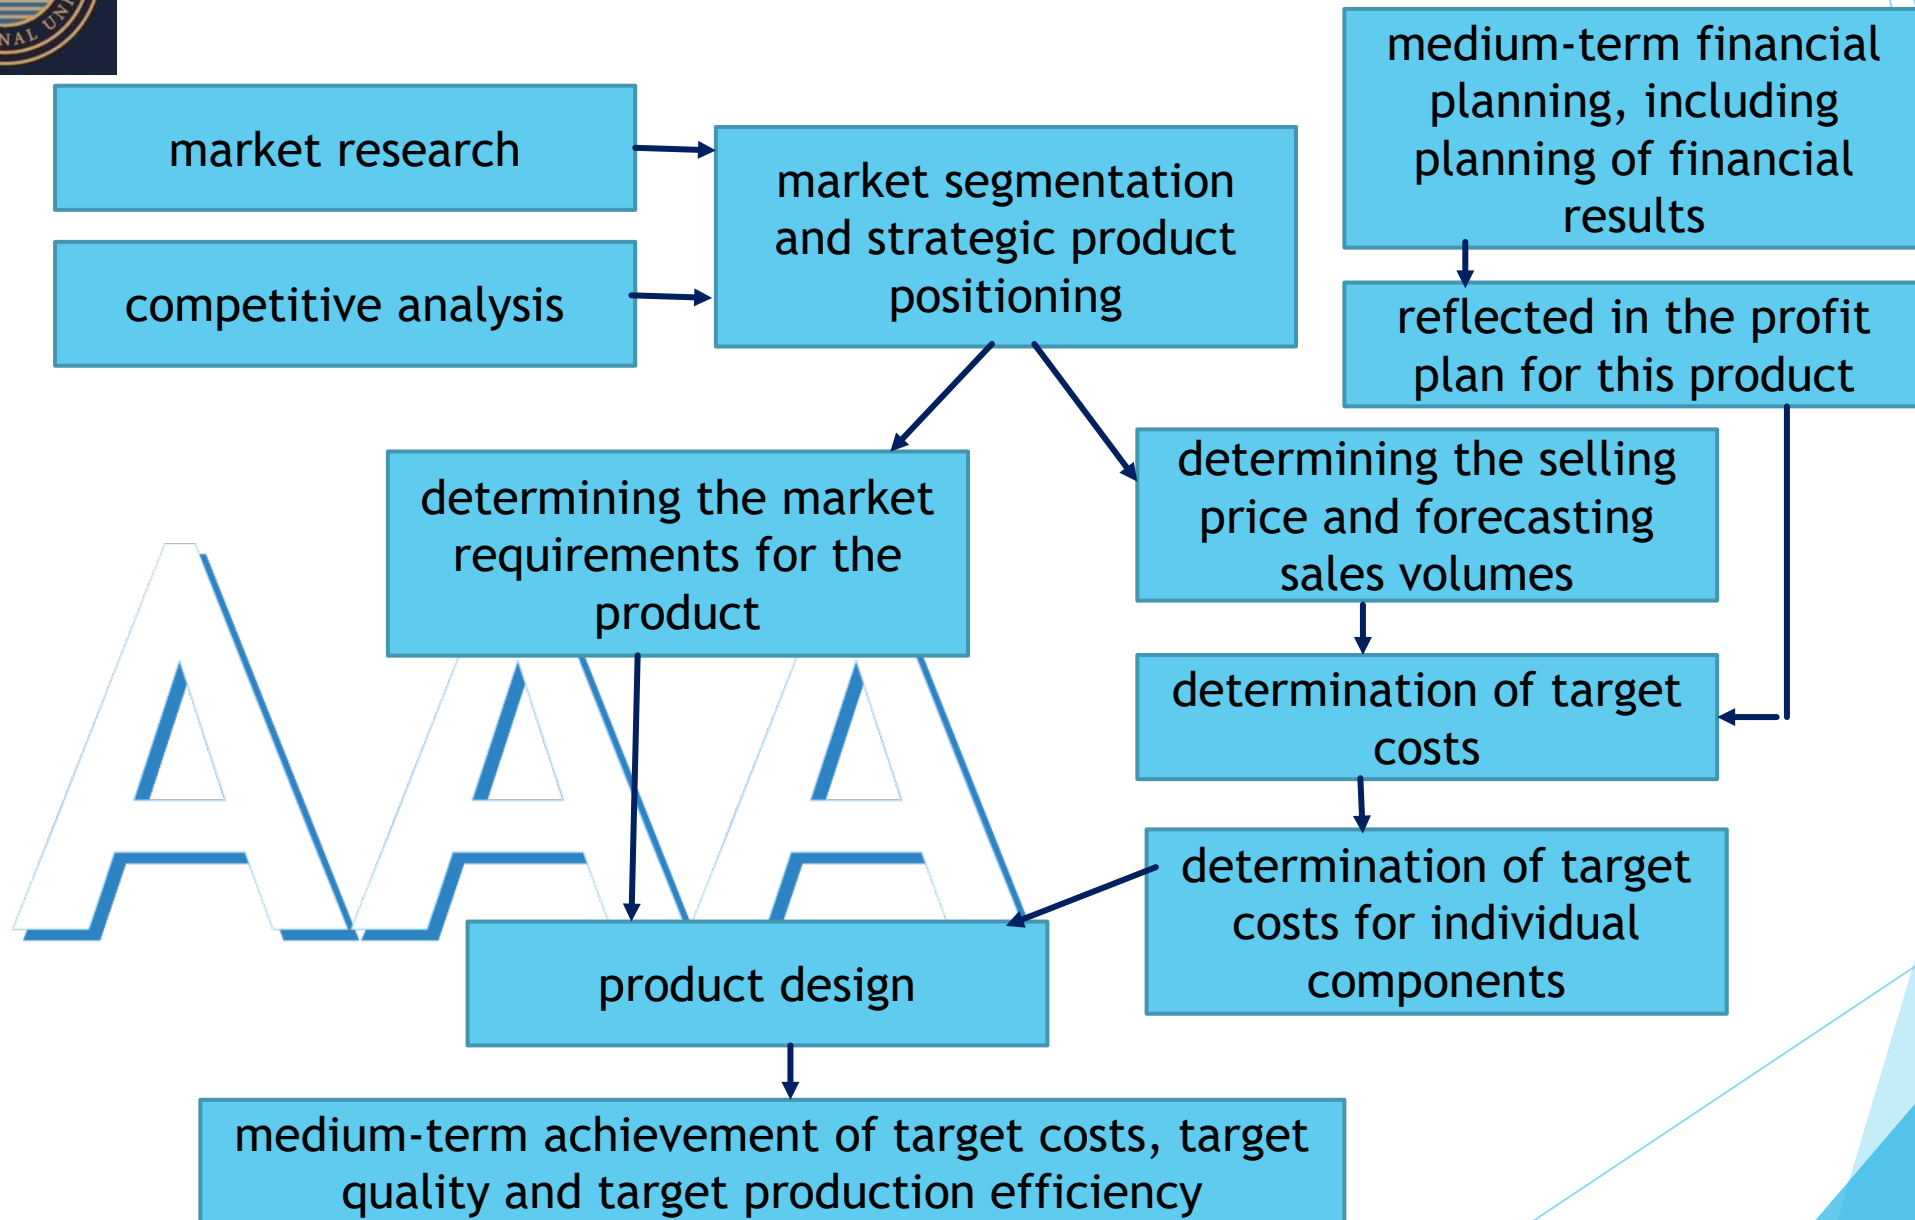 NAL UNI
market research
competitive analysis
market segmentation
and strategic product
positioning
medium-term financial
planning, including
planning of financial
results
reflected in the profit
plan for this product
determining the market
requirements for the
product
determining the selling
price and forecasting
sales volumes
determination of target
costs
determination of target
costs for individual
components
AAA
product design
medium-term achievement of target costs, target
quality and target production efficiency